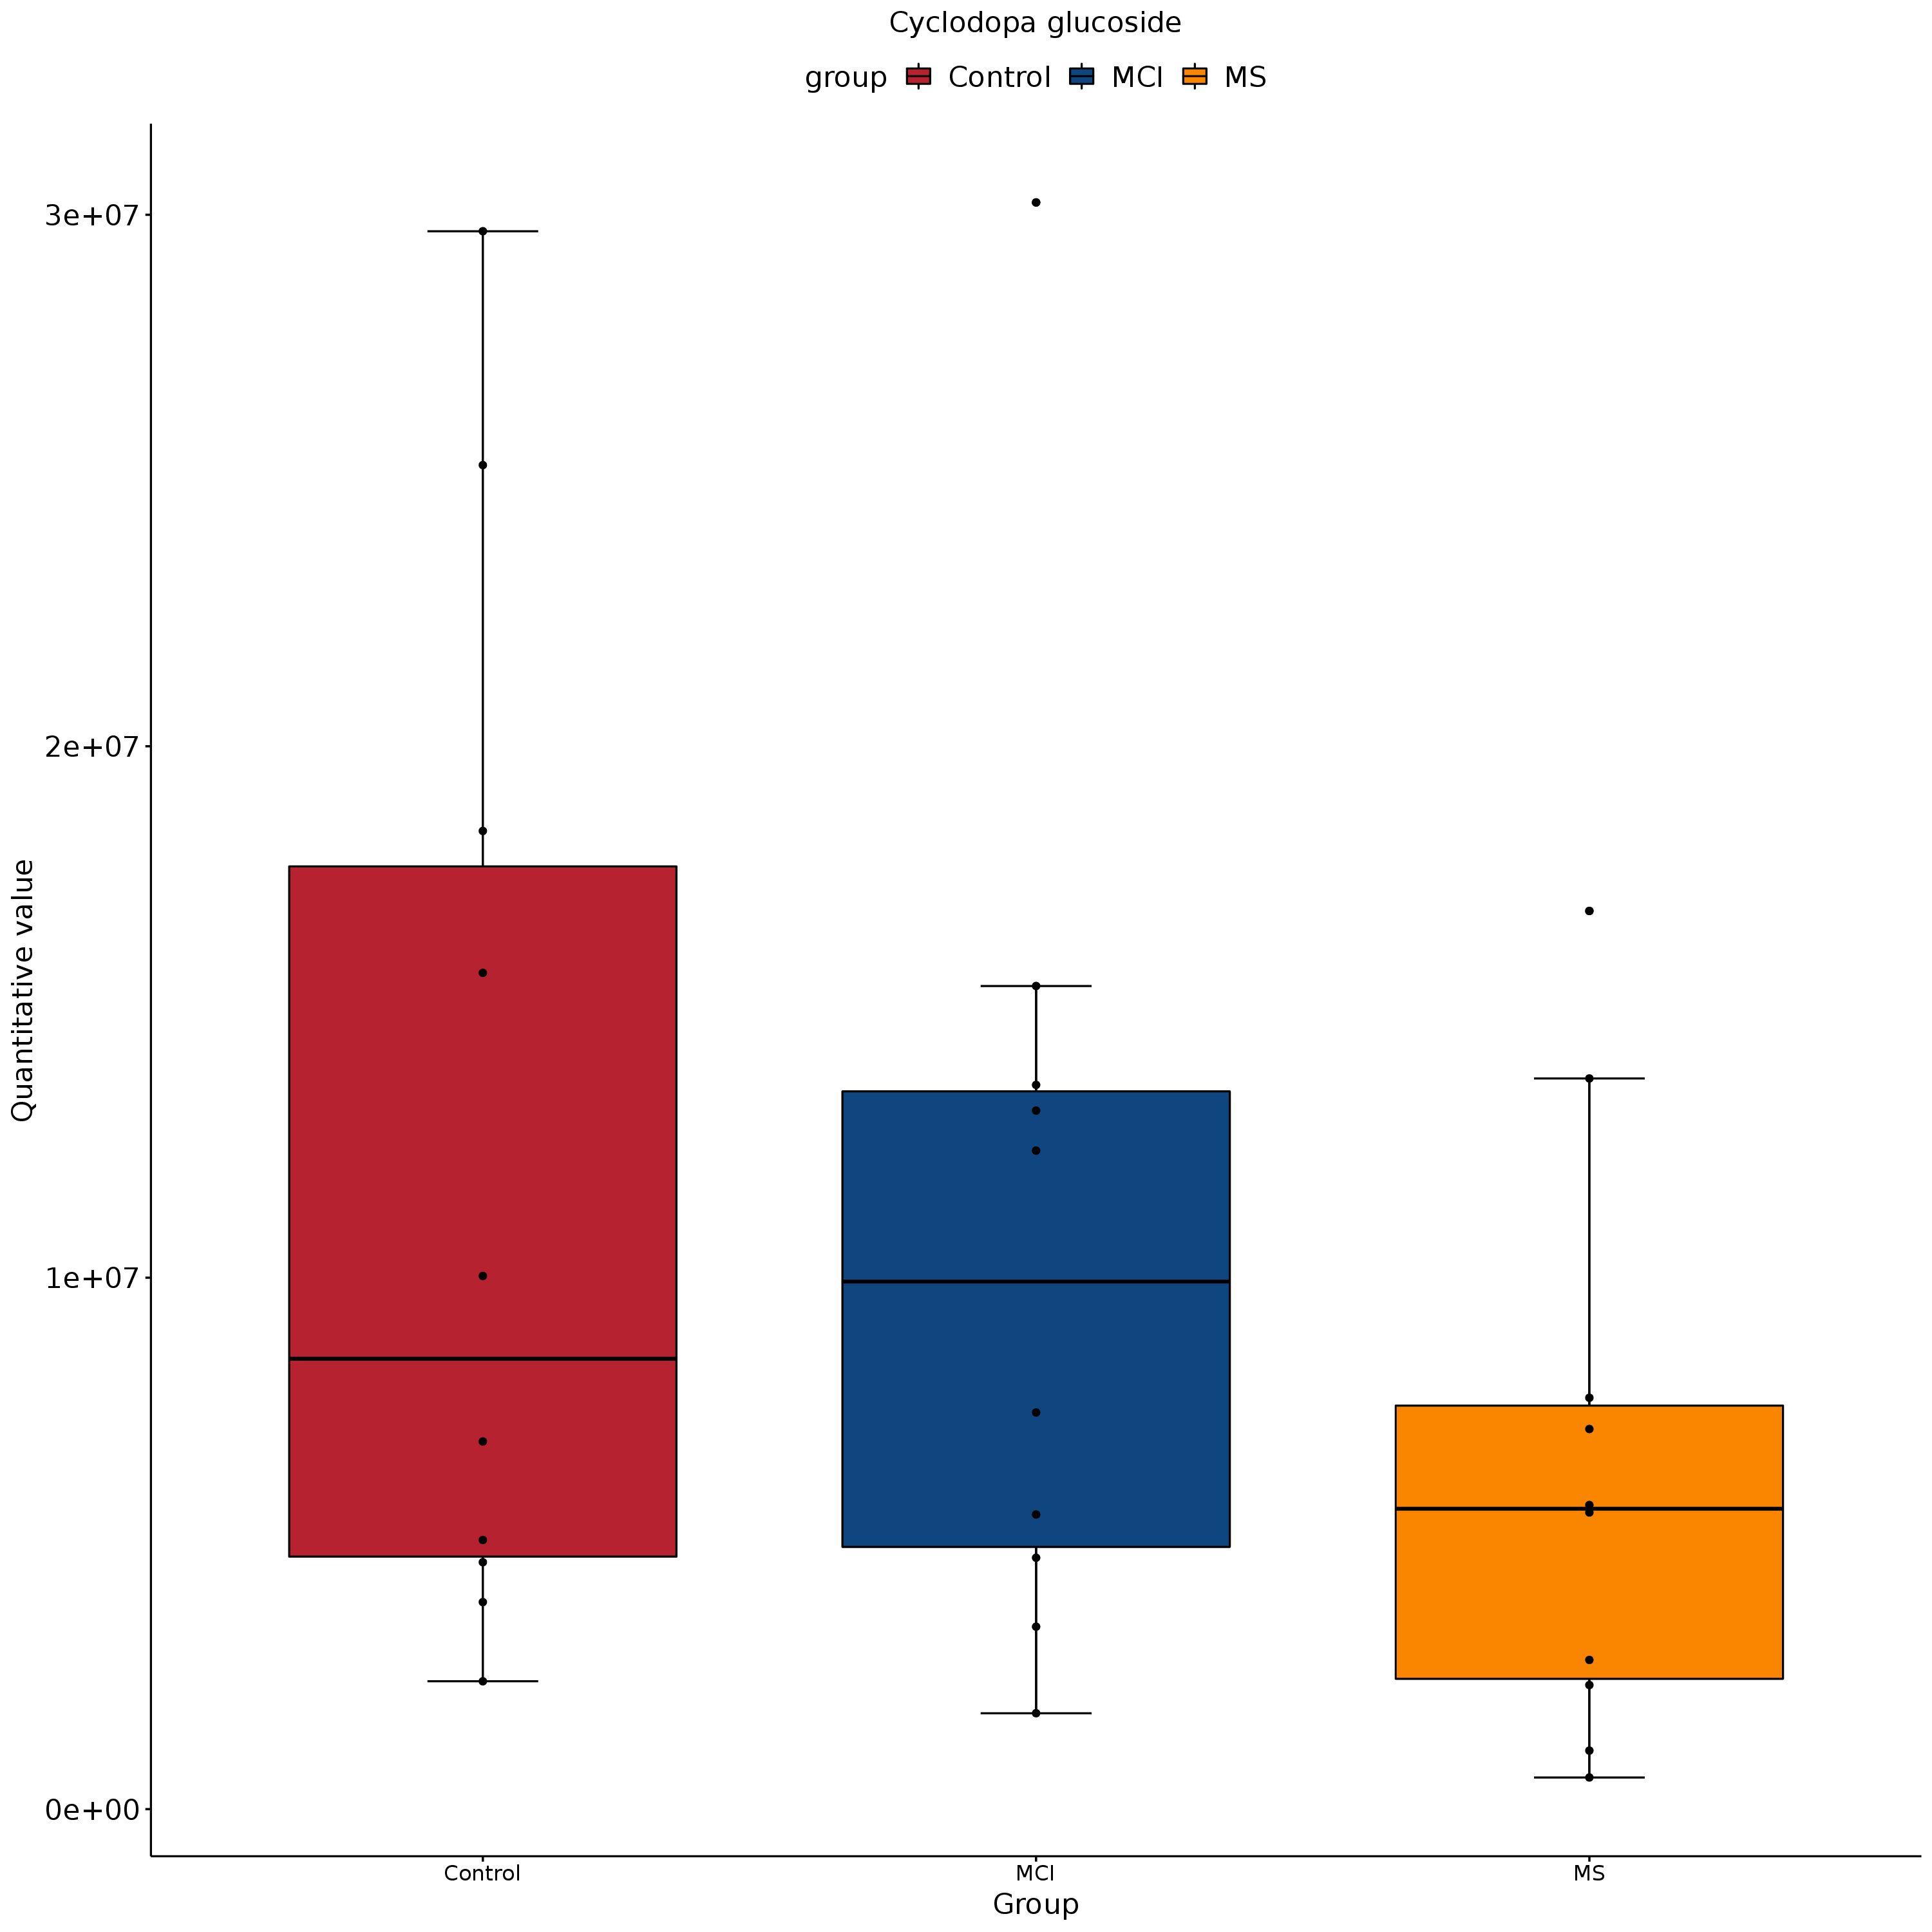 Cyclodopa glucoside
group Control MCI MS
Quantitative value
3e+07
2e+07
1e+07
0e+00
Control MCI MS
Group